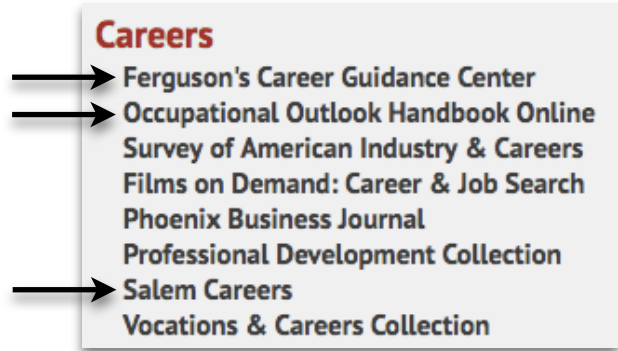 Careers
Ferguson's Career Guidance Center
Occupational Outlook Handbook Online
Survey of American Industry & Careers
Films on Demand: Career & Job Search
Phoenix Business Journal
Professional Development Collection
Salem Careers
Vocations & Careers Collection